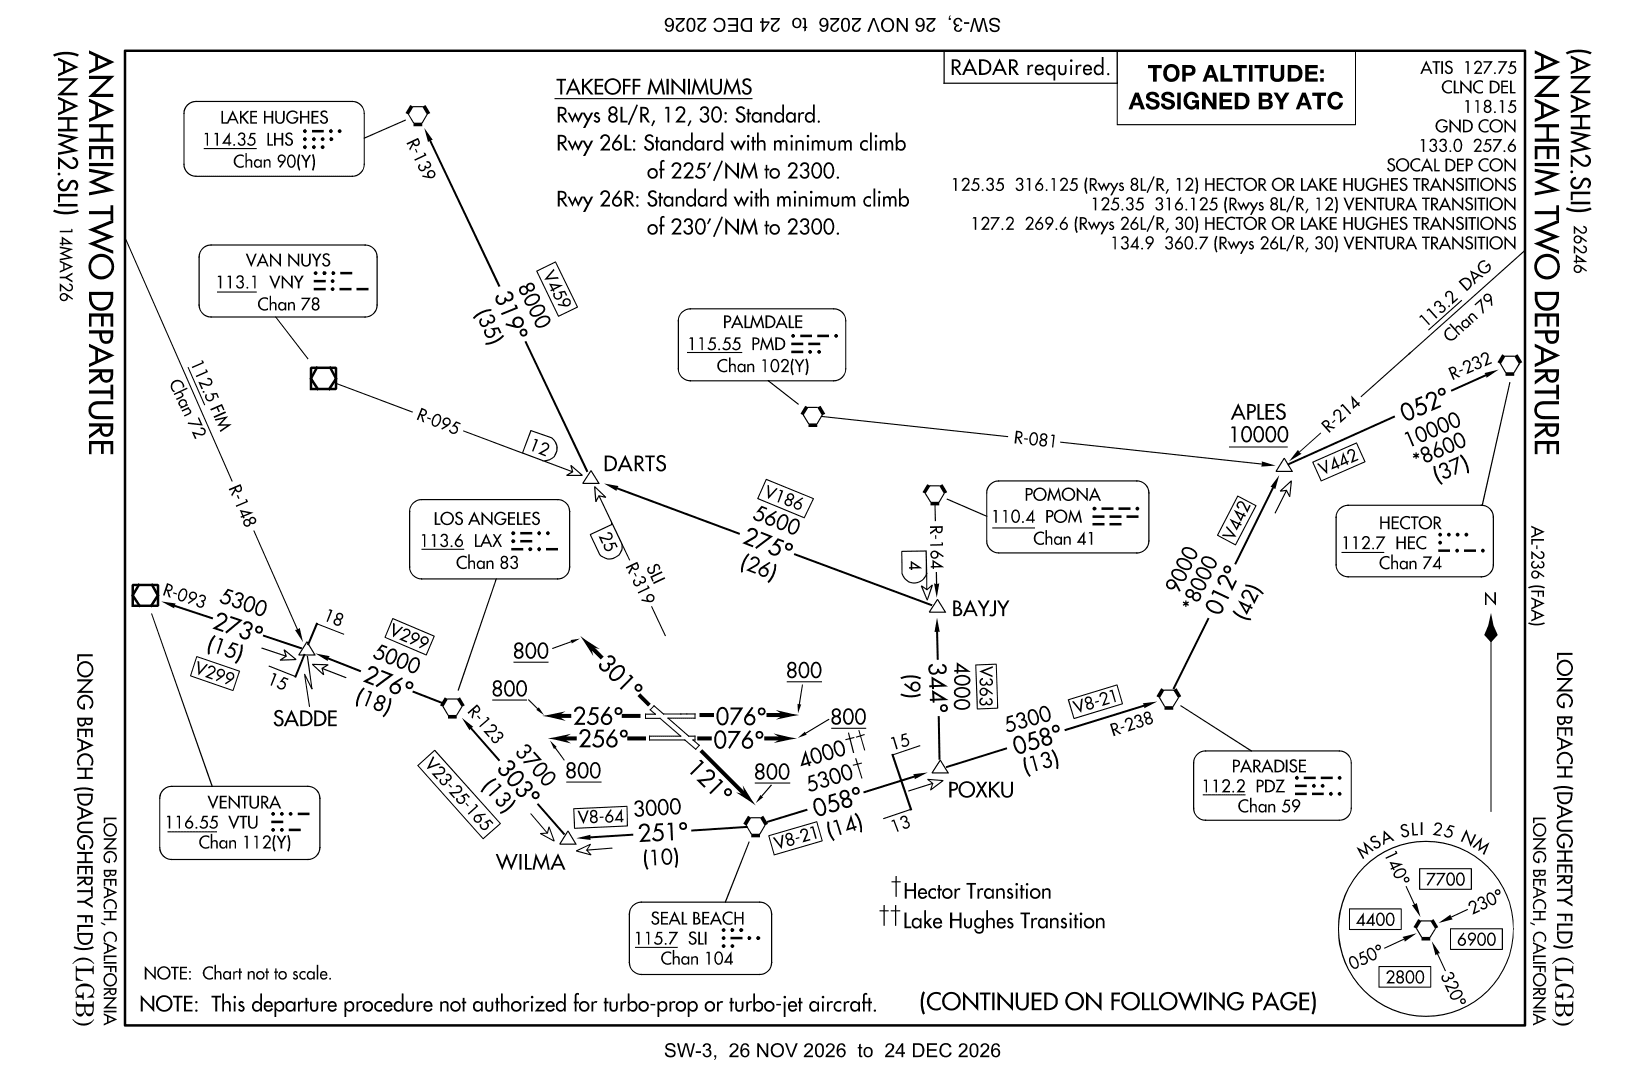 SW-3, 26 NOV 2026 to 24 DEC 2026
(ANAHM2.SLI) 14MAY26
ANAHEIM TWO DEPARTURE
LONG BEACH (DAUGHERTY FLD) (LGB)
LONG BEACH, CALIFORNIA
(ANAHM2.SLI) 26246
ANAHEIM TWO DEPARTURE
AL-236 (FAA)
LONG BEACH (DAUGHERTY FLD) (LGB)
LONG BEACH, CALIFORNIA
RADAR required.
TOP ALTITUDE:
ASSIGNED BY ATC
ATIS 127.75
CLNC DEL
118.15
GND CON
133.0 257.6
SOCAL DEP CON
125.35 316.125 (Rwys 8L/R, 12) HECTOR OR LAKE HUGHES TRANSITIONS
125.35 316.125 (Rwys 8L/R, 12) VENTURA TRANSITION
127.2 269.6 (Rwys 26L/R, 30) HECTOR OR LAKE HUGHES TRANSITIONS
134.9 360.7 (Rwys 26L/R, 30) VENTURA TRANSITION
TAKEOFF MINIMUMS
Rwys 8L/R, 12, 30: Standard.
Rwy 26L: Standard with minimum climb
of 225'/NM to 2300.
Rwy 26R: Standard with minimum climb
of 230'/NM to 2300.
LAKE HUGHES
114.35 LHS
Chan 90(Y)
R-139
V459
8000
319°
(35)
VAN NUYS
113.1 VNY
Chan 78
R-095
12
DARTS
112.5 FIM
Chan 72
R-148
PALMDALE
115.55 PMD
Chan 102(Y)
R-081
APLES
10000
113.2 DAG
Chan 79
R-214
R-232
052°
10000
*8600
(37)
V442
HECTOR
112.7 HEC
Chan 74
LOS ANGELES
113.6 LAX
Chan 83
25
SLI
R-319
V186
5600
275°
(26)
POMONA
110.4 POM
Chan 41
R-164
4
BAYJY
V442
9000
*8000
012°
(42)
N
R-093
5300
273°
(15)
V299
18
15
SADDE
V299
5000
276°
(18)
R-123
3700
303°
(13)
V23-25-165
800
301°
800
800
256°
076°
256°
076°
800
800
121°
800
4000
344°
(9)
V363
4000††
5300†
058°
(14)
V8-21
15
13
POXKU
5300
058°
(13)
V8-21
R-238
PARADISE
112.2 PDZ
Chan 59
VENTURA
116.55 VTU
Chan 112(Y)
WILMA
V8-64
3000
251°
(10)
SEAL BEACH
115.7 SLI
Chan 104
†Hector Transition
††Lake Hughes Transition
MSA SLI 25 NM
140°
7700
230°
4400
6900
050°
2800
320°
NOTE: Chart not to scale.
NOTE: This departure procedure not authorized for turbo-prop or turbo-jet aircraft.
(CONTINUED ON FOLLOWING PAGE)
SW-3, 26 NOV 2026 to 24 DEC 2026